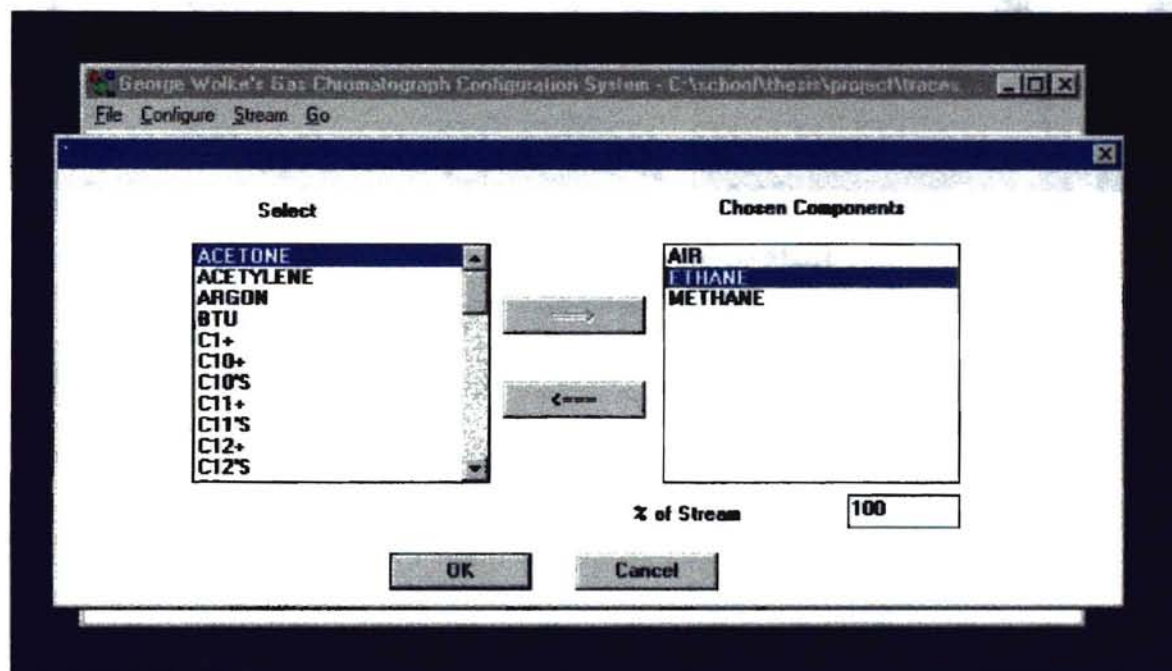 George Wolke's Gas Chromatograph Configuration System - C:\school\thesis\project\traces...
File Configure Stream Go
Select
Chosen Components
ACETONE
ACETYLENE
ARGON
BTU
C1+
C10+
C10'S
C11+
C11'S
C12+
C12'S
AIR
ETHANE
METHANE
===>
<===
% of Stream
100
OK
Cancel